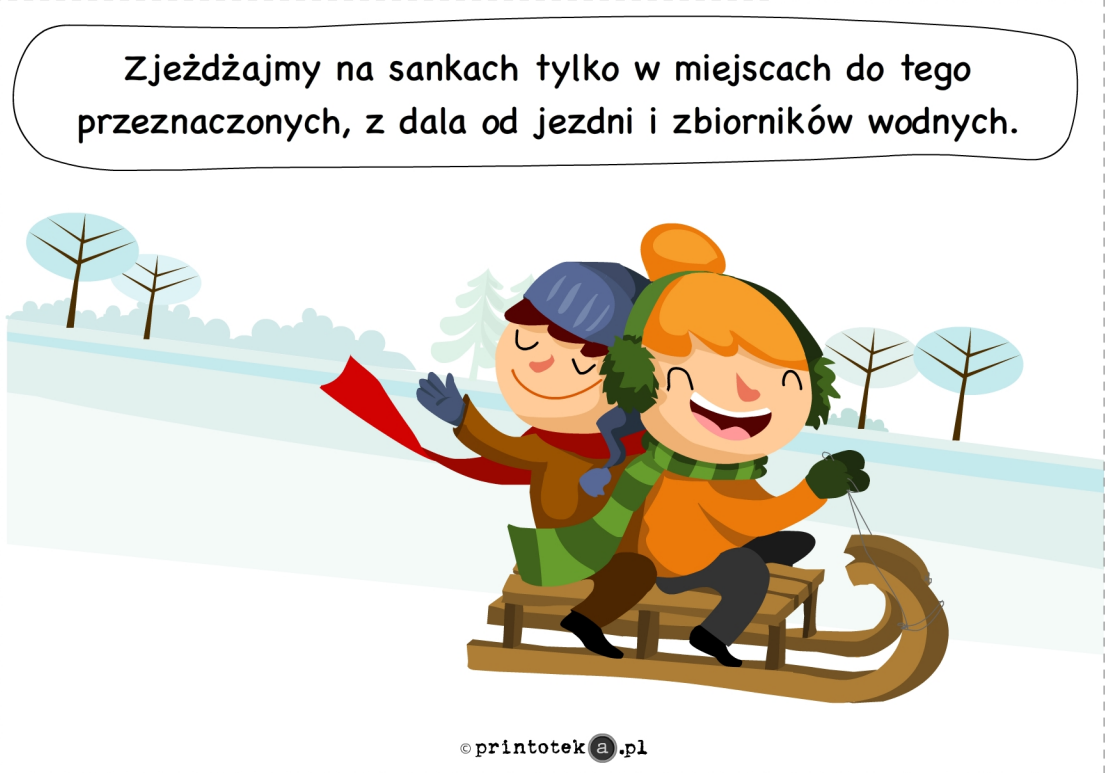 Zjeżdżajmy na sankach tylko w miejscach do tego
przeznaczonych, z dala od jezdni i zbiorników wodnych.
© printoteka.pl